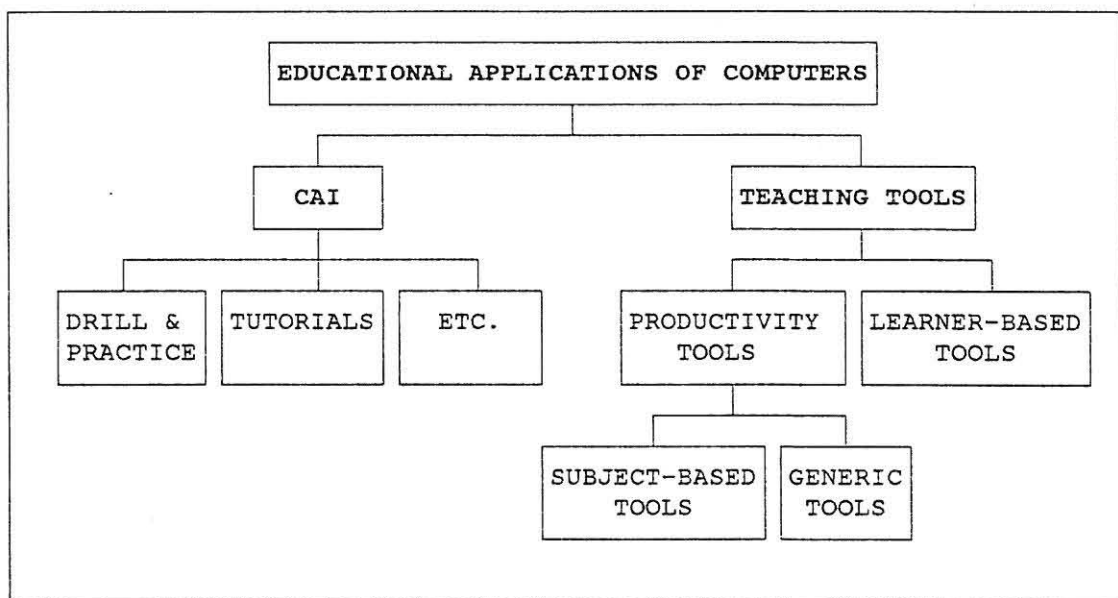 EDUCATIONAL APPLICATIONS OF COMPUTERS
CAI
TEACHING TOOLS
DRILL &
PRACTICE
TUTORIALS
ETC.
PRODUCTIVITY
TOOLS
LEARNER-BASED
TOOLS
SUBJECT-BASED
TOOLS
GENERIC
TOOLS